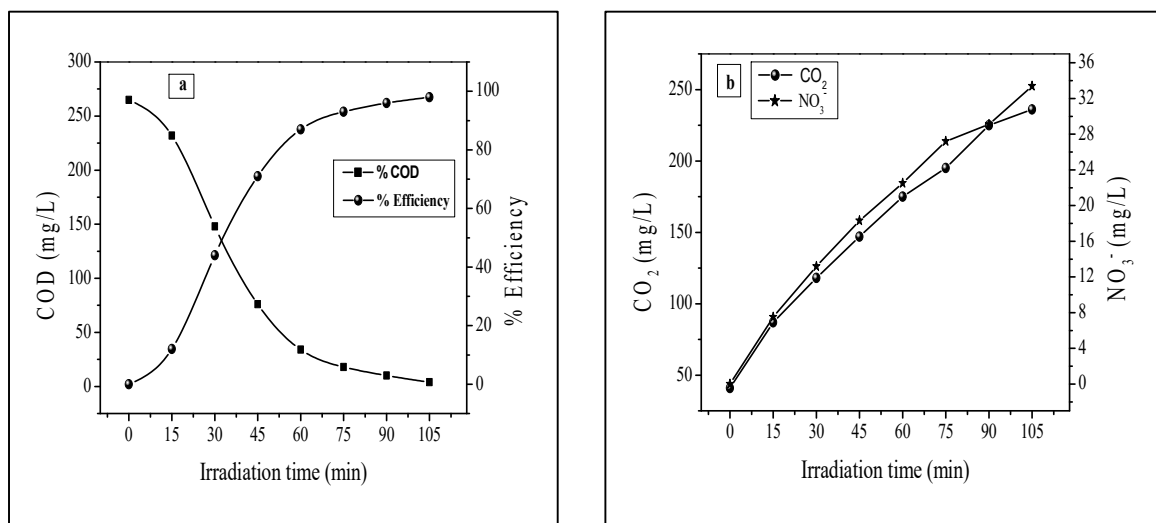 a
300
250
200
150
100
50
0
COD (mg/L)
100
80
60
40
20
0
% Efficiency
% COD
% Efficiency
0 15 30 45 60 75 90 105
Irradiation time (min)
b
CO₂
NO₃⁻
250
200
150
100
50
CO₂ (mg/L)
36
32
28
24
20
16
12
8
4
0
NO₃⁻ (mg/L)
0 15 30 45 60 75 90 105
Irradiation time (min)